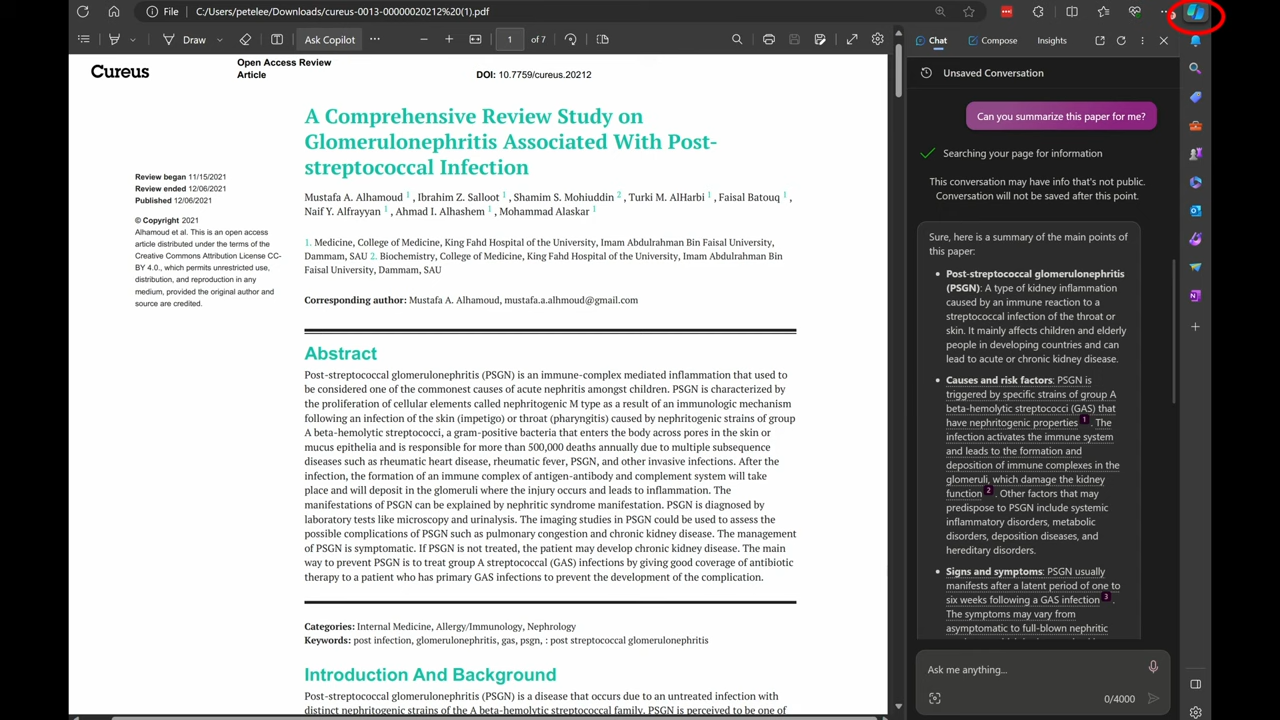 File
C:/Users/petelee/Downloads/cureus-0013-00000020212%20(1).pdf
Draw
Ask Copilot
1
of 7
Cureus
Open Access Review
Article
DOI: 10.7759/cureus.20212
A Comprehensive Review Study on
Glomerulonephritis Associated With Post-
streptococcal Infection
Review began 11/15/2021
Review ended 12/06/2021
Published 12/06/2021
© Copyright 2021
Alhamoud et al. This is an open access
article distributed under the terms of the
Creative Commons Attribution License CC-
BY 4.0., which permits unrestricted use,
distribution, and reproduction in any
medium, provided the original author and
source are credited.
Mustafa A. Alhamoud 1 , Ibrahim Z. Salloot 1 , Shamim S. Mohiuddin 2 , Turki M. AlHarbi 1 , Faisal Batouq 1 ,
Naif Y. Alfrayyan 1 , Ahmad I. Alhashem 1 , Mohammad Alaskar 1
1. Medicine, College of Medicine, King Fahd Hospital of the University, Imam Abdulrahman Bin Faisal University,
Dammam, SAU 2. Biochemistry, College of Medicine, King Fahd Hospital of the University, Imam Abdulrahman Bin
Faisal University, Dammam, SAU
Corresponding author: Mustafa A. Alhamoud, mustafa.a.alhmoud@gmail.com
Abstract
Post-streptococcal glomerulonephritis (PSGN) is an immune-complex mediated inflammation that used to
be considered one of the commonest causes of acute nephritis amongst children. PSGN is characterized by
the proliferation of cellular elements called nephritogenic M type as a result of an immunologic mechanism
following an infection of the skin (impetigo) or throat (pharyngitis) caused by nephritogenic strains of group
A beta-hemolytic streptococci, a gram-positive bacteria that enters the body across pores in the skin or
mucus epithelia and is responsible for more than 500,000 deaths annually due to multiple subsequence
diseases such as rheumatic heart disease, rheumatic fever, PSGN, and other invasive infections. After the
infection, the formation of an immune complex of antigen-antibody and complement system will take
place and will deposit in the glomeruli where the injury occurs and leads to inflammation. The
manifestations of PSGN can be explained by nephritic syndrome manifestation. PSGN is diagnosed by
laboratory tests like microscopy and urinalysis. The imaging studies in PSGN could be used to assess the
possible complications of PSGN such as pulmonary congestion and chronic kidney disease. The management
of PSGN is symptomatic. If PSGN is not treated, the patient may develop chronic kidney disease. The main
way to prevent PSGN is to treat group A streptococcal (GAS) infections by giving good coverage of antibiotic
therapy to a patient who has primary GAS infections to prevent the development of the complication.
Categories: Internal Medicine, Allergy/Immunology, Nephrology
Keywords: post infection, glomerulonephritis, gas, psgn, : post streptococcal glomerulonephritis
Introduction And Background
Post-streptococcal glomerulonephritis (PSGN) is a disease that occurs due to an untreated infection with
distinct nephritogenic strains of the A beta-hemolytic streptococcal family. PSGN is perceived to be one of
Chat
Compose
Insights
Unsaved Conversation
Can you summarize this paper for me?
Searching your page for information
This conversation may have info that's not public.
Conversation will not be saved after this point.
Sure, here is a summary of the main points of
this paper:
• Post-streptococcal glomerulonephritis
(PSGN): A type of kidney inflammation
caused by an immune reaction to a
streptococcal infection of the throat or
skin. It mainly affects children and elderly
people in developing countries and can
lead to acute or chronic kidney disease.
• Causes and risk factors: PSGN is
triggered by specific strains of group A
beta-hemolytic streptococci (GAS) that
have nephritogenic properties 1 . The
infection activates the immune system
and leads to the formation and
deposition of immune complexes in the
glomeruli, which damage the kidney
function 2 . Other factors that may
predispose to PSGN include systemic
inflammatory disorders, metabolic
disorders, deposition diseases, and
hereditary disorders.
• Signs and symptoms: PSGN usually
manifests after a latent period of one to
six weeks following a GAS infection 3 .
The symptoms may vary from
asymptomatic to full-blown nephritic
Ask me anything...
0/4000